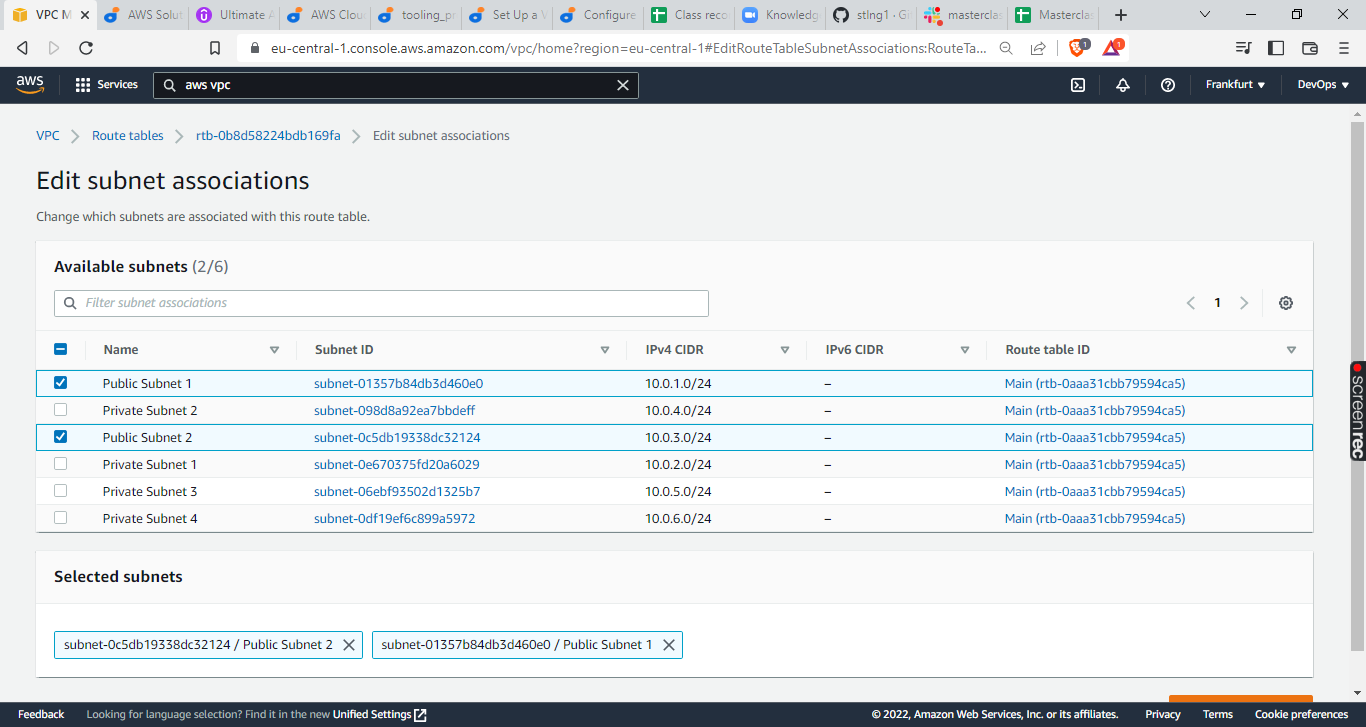 VPC M
AWS Solut
Ultimate A
AWS Clou
tooling_pr
Set Up a V
Configure
Class reco
Knowledg
stlng1 · Gi
masterclas
Masterclas
eu-central-1.console.aws.amazon.com/vpc/home?region=eu-central-1#EditRouteTableSubnetAssociations:RouteTa...
1
1
aws Services aws vpc Frankfurt DevOps
VPC Route tables rtb-0b8d58224bdb169fa Edit subnet associations
Edit subnet associations
Change which subnets are associated with this route table.
Available subnets (2/6)
Filter subnet associations
1
Name Subnet ID IPv4 CIDR IPv6 CIDR Route table ID
Public Subnet 1 subnet-01357b84db3d460e0 10.0.1.0/24 – Main (rtb-0aaa31cbb79594ca5)
Private Subnet 2 subnet-098d8a92ea7bbdeff 10.0.4.0/24 – Main (rtb-0aaa31cbb79594ca5)
Public Subnet 2 subnet-0c5db19338dc32124 10.0.3.0/24 – Main (rtb-0aaa31cbb79594ca5)
Private Subnet 1 subnet-0e670375fd20a6029 10.0.2.0/24 – Main (rtb-0aaa31cbb79594ca5)
Private Subnet 3 subnet-06ebf93502d1325b7 10.0.5.0/24 – Main (rtb-0aaa31cbb79594ca5)
Private Subnet 4 subnet-0df19ef6c899a5972 10.0.6.0/24 – Main (rtb-0aaa31cbb79594ca5)
screenrec
Selected subnets
subnet-0c5db19338dc32124 / Public Subnet 2
subnet-01357b84db3d460e0 / Public Subnet 1
Feedback Looking for language selection? Find it in the new Unified Settings © 2022, Amazon Web Services, Inc. or its affiliates. Privacy Terms Cookie preferences